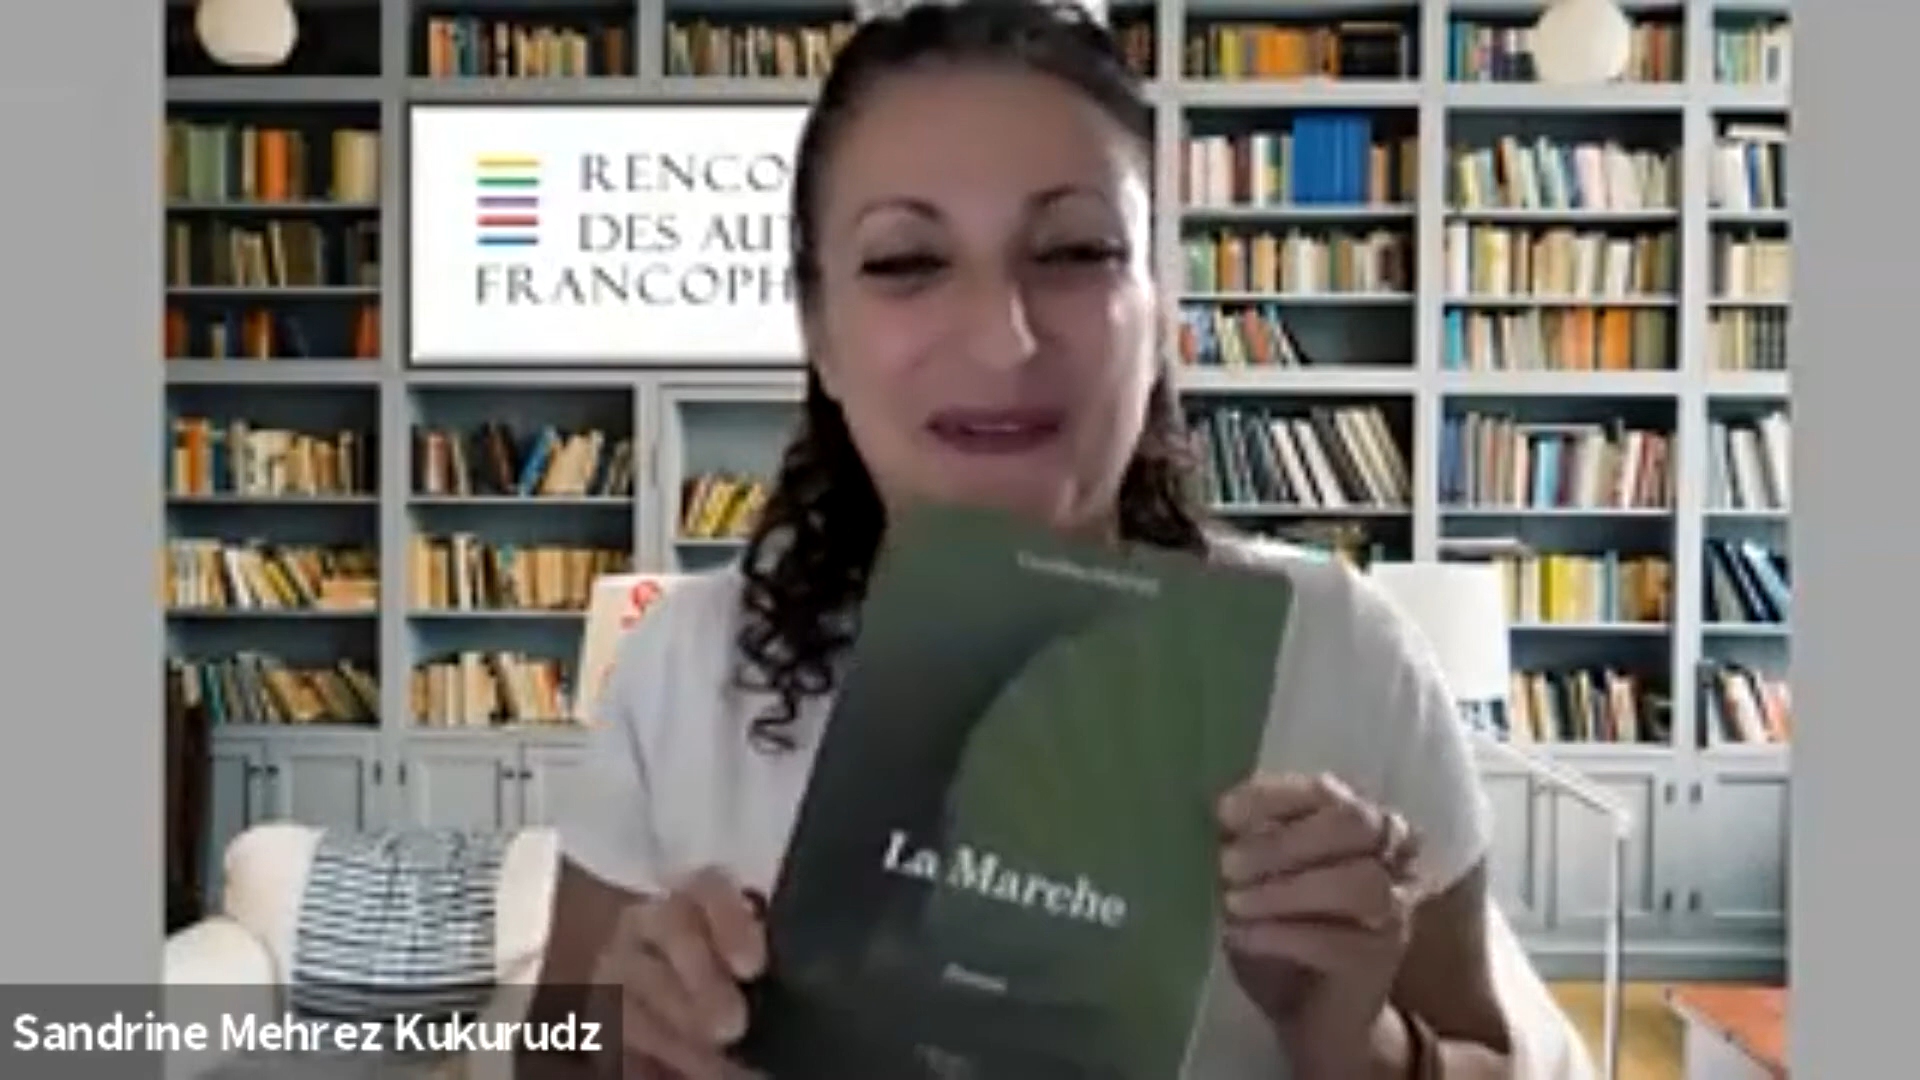 RENCO
DES AUT
FRANCOPH
La Marche
Sandrine Mehrez Kukurudz